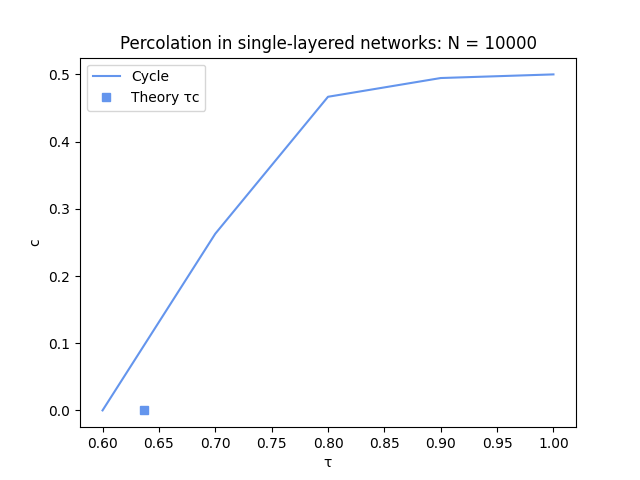 Percolation in single-layered networks: N = 10000
Cycle
Theory τc
0.5
0.4
0.3
0.2
0.1
0.0
c
0.60 0.65 0.70 0.75 0.80 0.85 0.90 0.95 1.00
τ